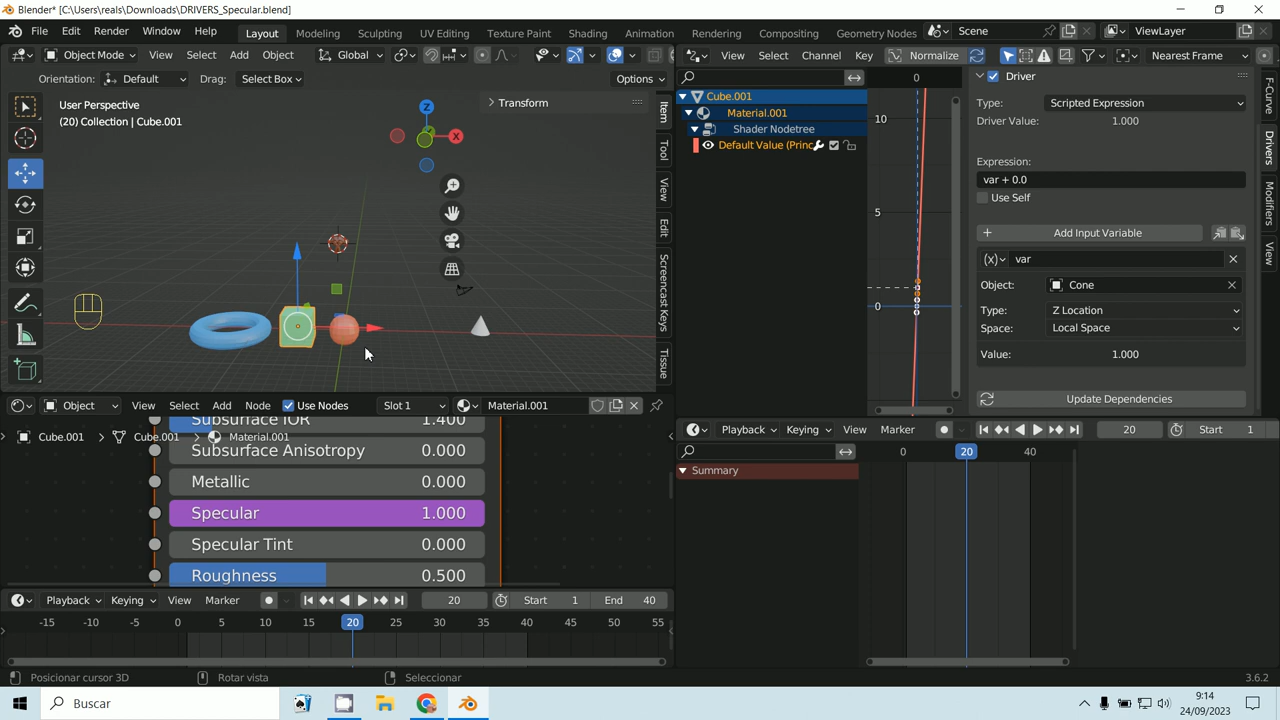 Blender* [C:\Users\reals\Downloads\DRIVERS_Specular.blend]
File Edit Render Window Help Layout Modeling Sculpting UV Editing Texture Paint Shading Animation Rendering Compositing Geometry Nodes Scene ViewLayer
Object Mode View Select Add Object Global
Orientation: Default Drag: Select Box Options
User Perspective
(20) Collection | Cube.001
Transform
Z
X
Item
Tool
View
Edit
Screencast Keys
Tissue
View Select Channel Key Normalize Nearest Frame
0
Cube.001
Material.001
Shader Nodetree
Default Value (Princ
10
5
0
Driver
Type: Scripted Expression
Driver Value: 1.000
Expression:
var + 0.0
Use Self
Add Input Variable
(x) var
Object: Cone
Type: Z Location
Space: Local Space
Value: 1.000
Update Dependencies
F-Curve
Drivers
Modifiers
View
Object View Select Add Node Use Nodes Slot 1 Material.001
Subsurface IOR 1.400
Cube.001 Cube.001 Material.001
Subsurface Anisotropy 0.000
Metallic 0.000
Specular 1.000
Specular Tint 0.000
Roughness 0.500
Playback Keying View Marker 20 Start 1
0 20 40
Summary
Playback Keying View Marker 20 Start 1 End 40
-15 -10 -5 0 5 10 15 20 25 30 35 40 45 50 55
Posicionar cursor 3D Rotar vista Seleccionar 3.6.2
Buscar
9:14
24/09/2023